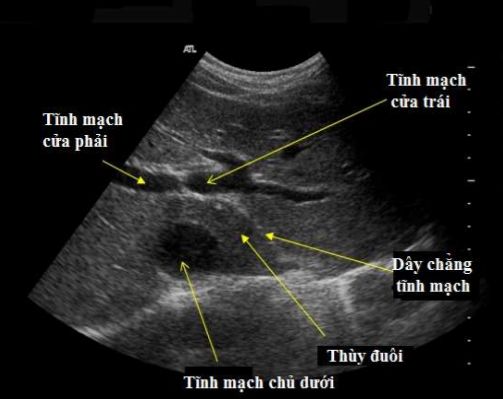 ATL
Tĩnh mạch
cửa trái
Tĩnh mạch
cửa phải
Dây chằng
tĩnh mạch
Thùy đuôi
Tĩnh mạch chủ dưới